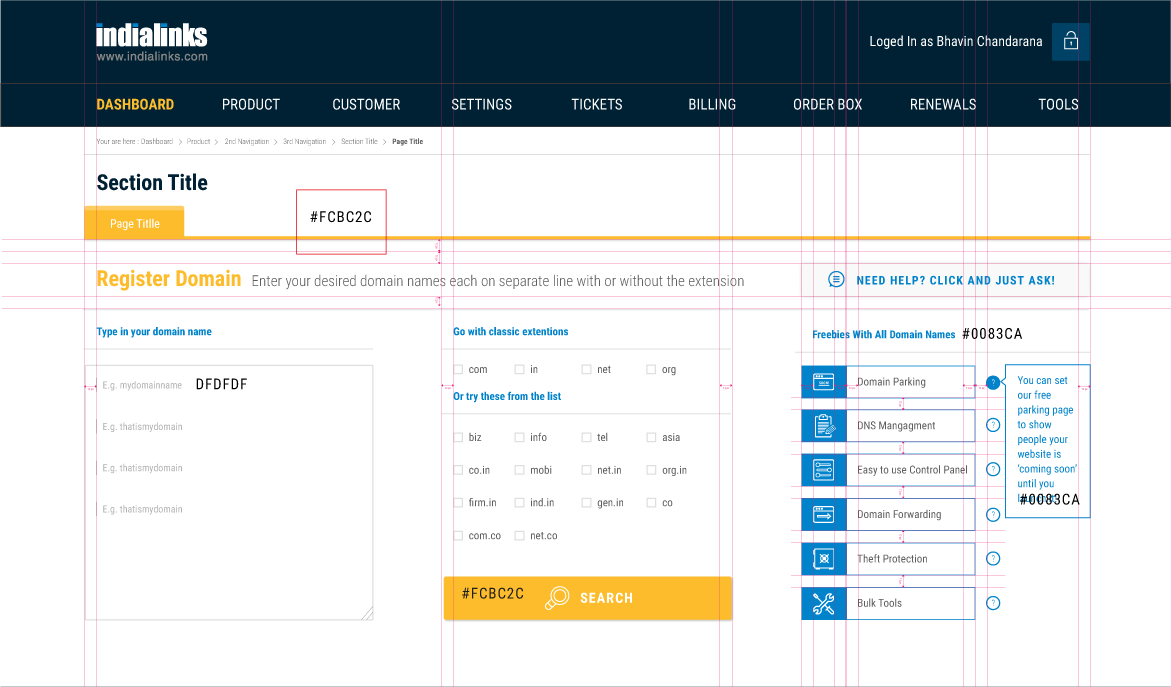 indialinks
www.indialinks.com
Loged In as Bhavin Chandarana
DASHBOARD PRODUCT CUSTOMER SETTINGS TICKETS BILLING ORDER BOX RENEWALS TOOLS
Your are here : Dashboard > Product > 2nd Navigation > 3rd Navigation > Section Title > Page Title
Section Title
#FCBC2C
Page Titlle
Register Domain Enter your desired domain names each on separate line with or without the extension
NEED HELP? CLICK AND JUST ASK!
Type in your domain name
E.g. mydomainname DFDFDF
E.g. thatismydomain
E.g. thatismydomain
E.g. thatismydomain
Go with classic extentions
com in net org
Or try these from the list
biz info tel asia
co.in mobi net.in org.in
firm.in ind.in gen.in co
com.co net.co
#FCBC2C SEARCH
Freebies With All Domain Names #0083CA
Domain Parking ?
DNS Mangagment ?
Easy to use Control Panel ?
Domain Forwarding ?
Theft Protection ?
Bulk Tools ?
You can set
our free
parking page
to show
people your
website is
'coming soon'
until you
#0083CA